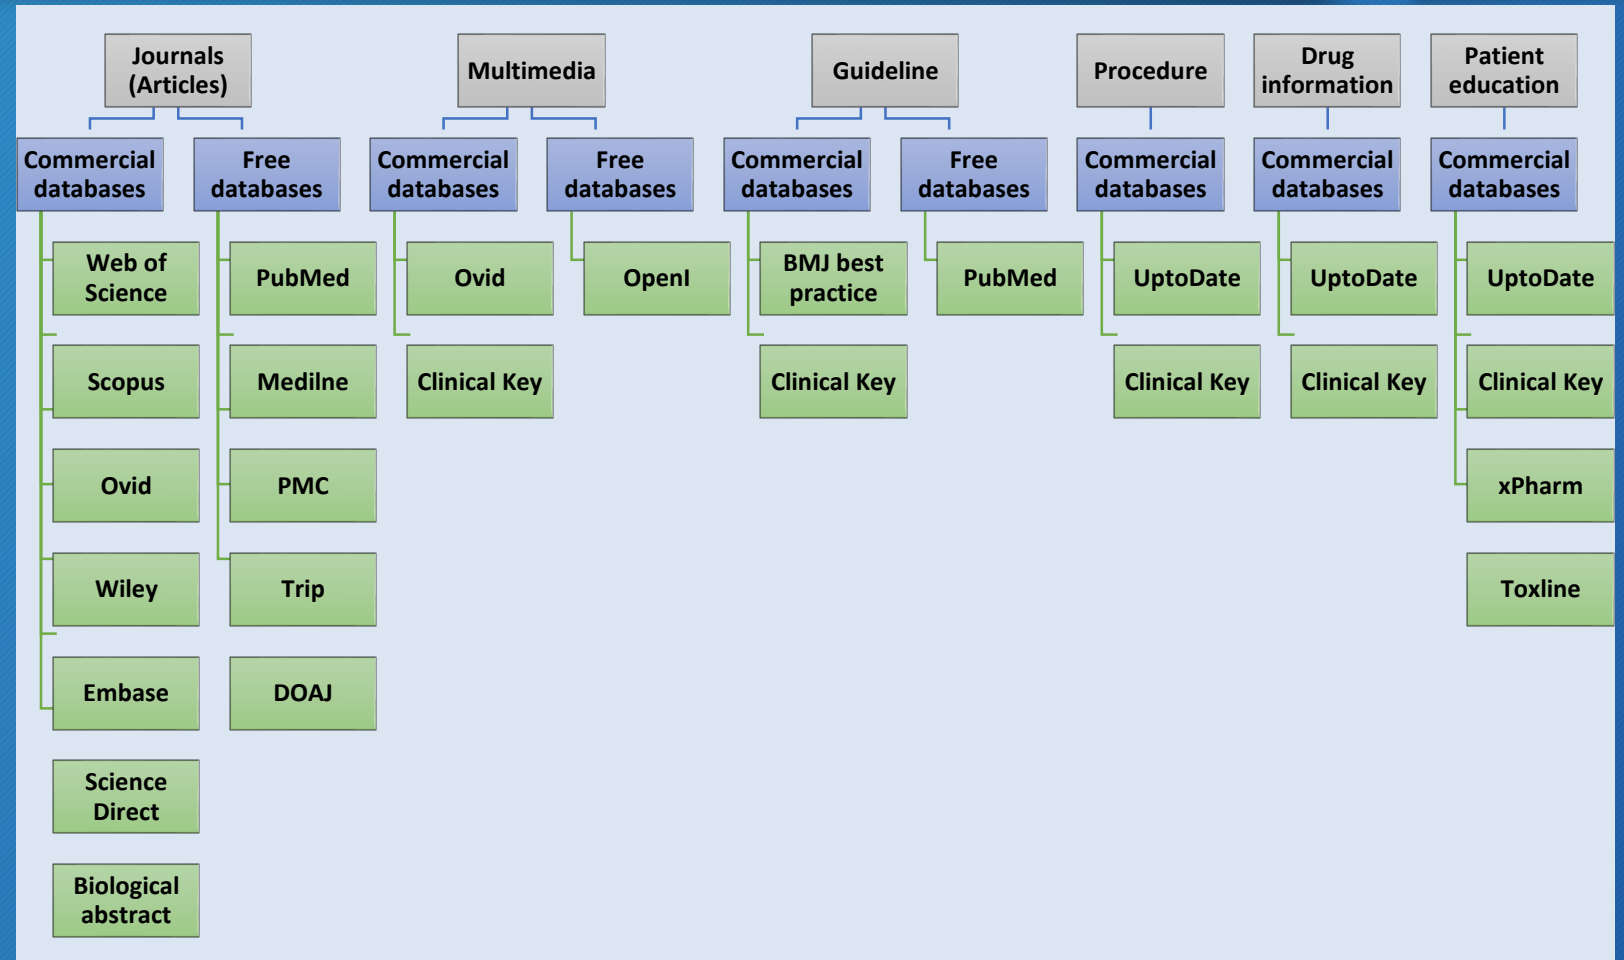 Journals
(Articles)
Multimedia
Guideline
Procedure
Drug
information
Patient
education
Commercial
databases
Free
databases
Commercial
databases
Free
databases
Commercial
databases
Free
databases
Commercial
databases
Commercial
databases
Commercial
databases
Web of
Science
PubMed
Ovid
OpenI
BMJ best
practice
PubMed
UptoDate
UptoDate
UptoDate
Scopus
Medilne
Clinical Key
Clinical Key
Clinical Key
Clinical Key
Clinical Key
Ovid
PMC
xPharm
Wiley
Trip
Toxline
Embase
DOAJ
Science
Direct
Biological
abstract